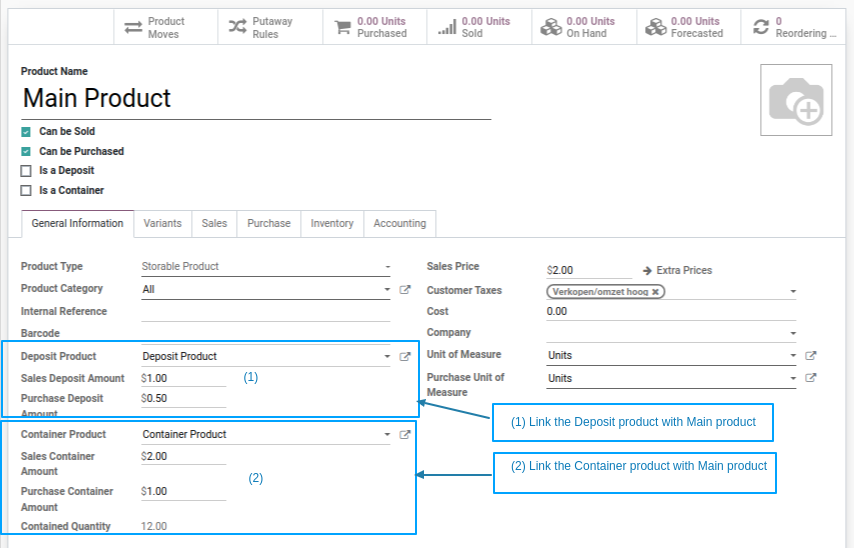 Product Moves
Putaway Rules
0.00 Units Purchased
0.00 Units Sold
0.00 Units On Hand
0.00 Units Forecasted
0 Reordering ...
Product Name
Main Product
Can be Sold
Can be Purchased
Is a Deposit
Is a Container
General Information Variants Sales Purchase Inventory Accounting
Product Type Storable Product
Product Category All
Internal Reference
Barcode
Deposit Product Deposit Product
Sales Deposit Amount $1.00 (1)
Purchase Deposit $0.50
Amount
Container Product Container Product
Sales Container $2.00
Amount
(2)
Purchase Container $1.00
Amount
Contained Quantity 12.00
Sales Price $2.00 Extra Prices
Customer Taxes Verkopen/omzet hoog ×
Cost 0.00
Company
Unit of Measure Units
Purchase Unit of Units
Measure
(1) Link the Deposit product with Main product
(2) Link the Container product with Main product